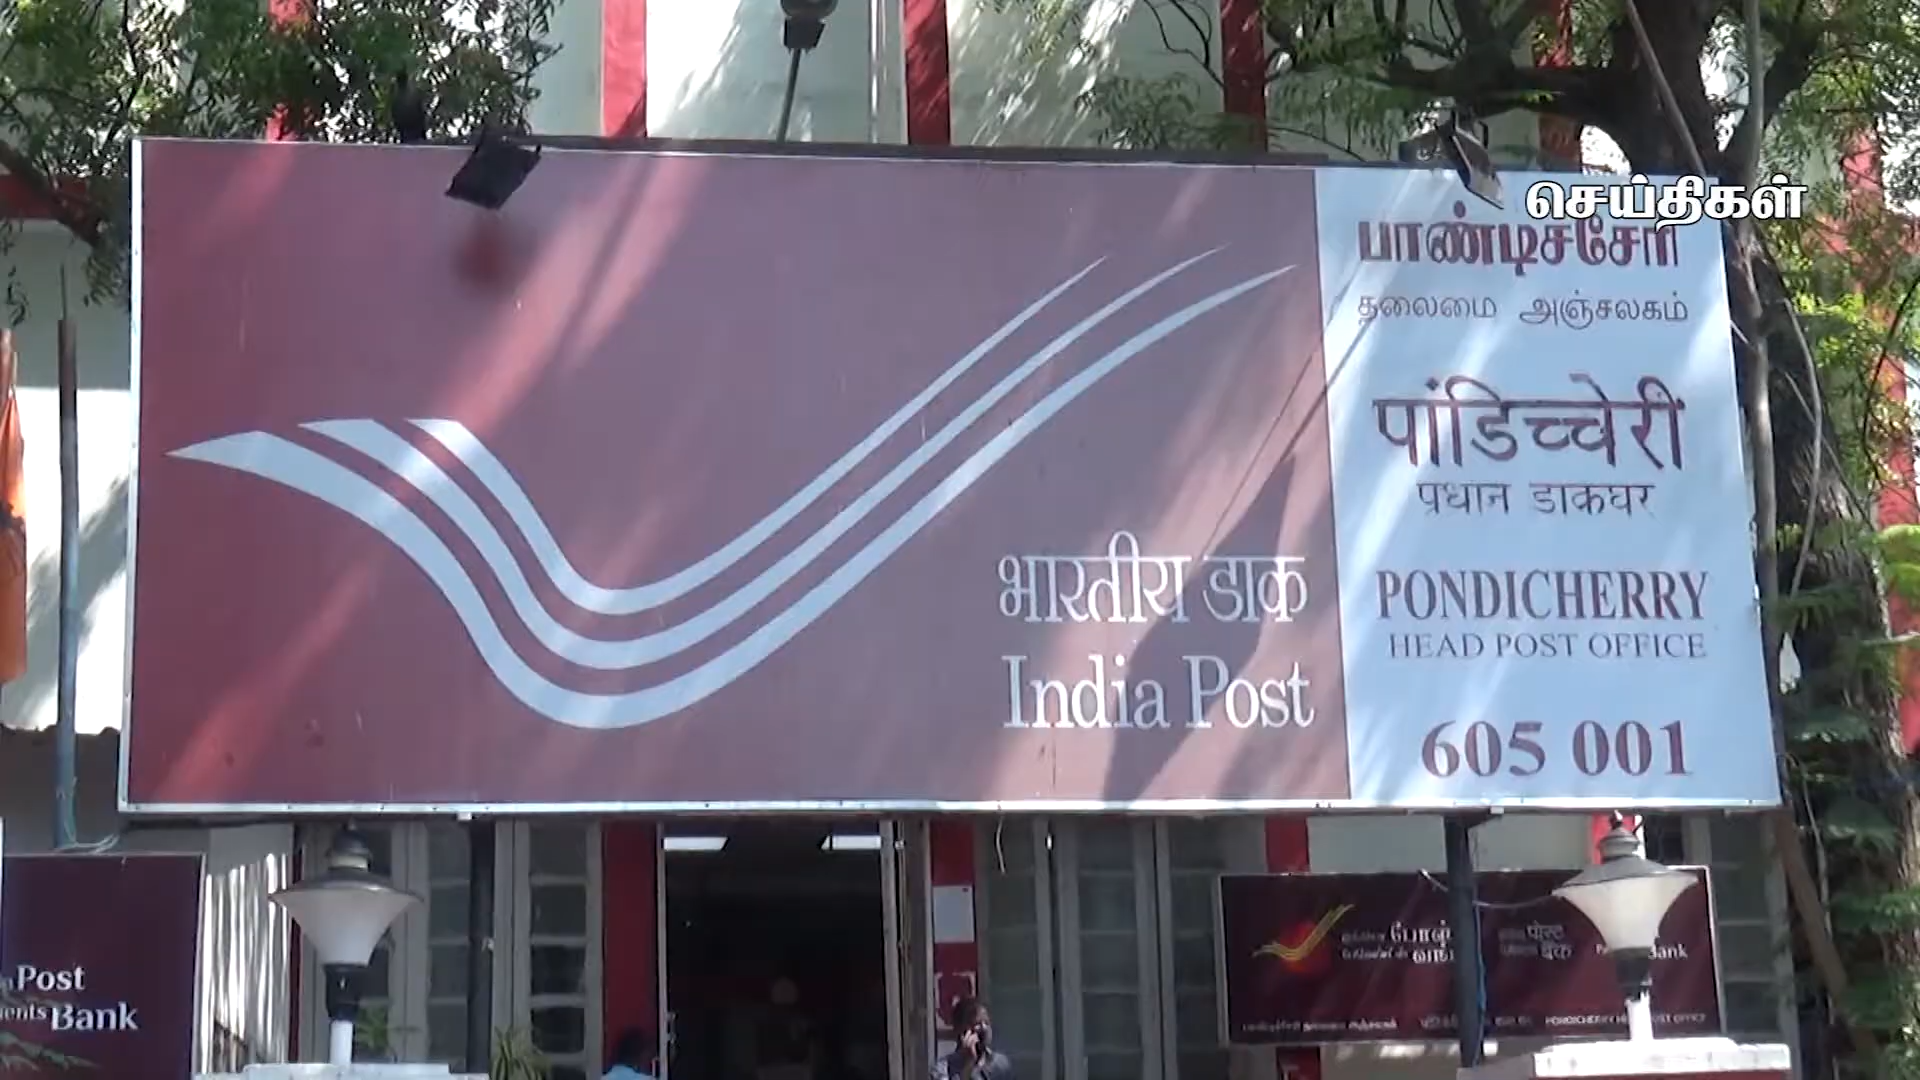 செய்திகள்
பாண்டிச்சேரி
தலைமை அஞ்சலகம்
पांडिच्चेरी
प्रधान डाकघर
PONDICHERRY
HEAD POST OFFICE
605 001
भारतीय डाक
India Post
Post
Bank
போஸ்ட்
पोस्ट
बैंक
Bank